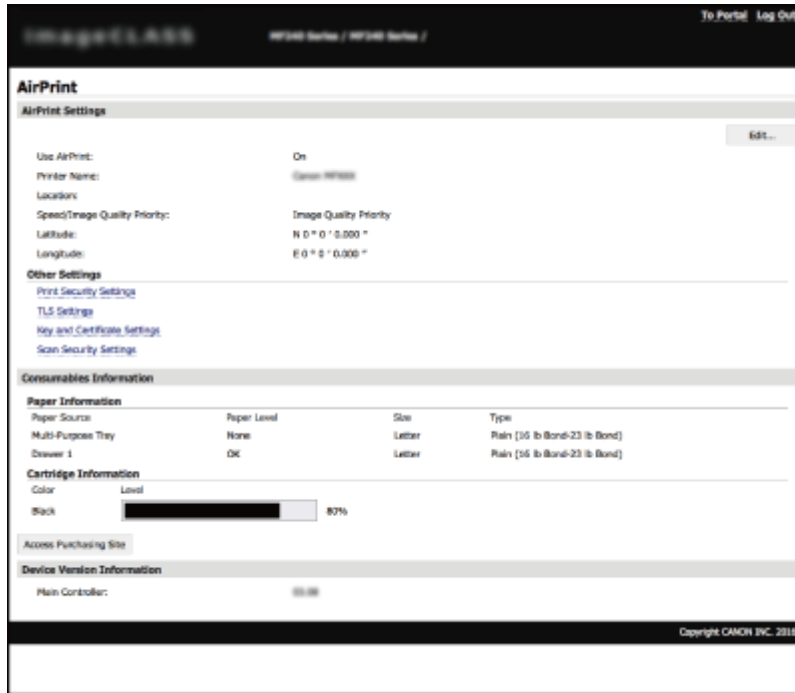 To Portal Log Out
imageCLASS MF240 Series / MF240 Series /
AirPrint
AirPrint Settings
Edit...
Use AirPrint: On
Printer Name:
Location:
Speed/Image Quality Priority: Image Quality Priority
Latitude: N 0 ° 0 ' 0.000 "
Longitude: E 0 ° 0 ' 0.000 "
Other Settings
Print Security Settings
TLS Settings
Key and Certificate Settings
Scan Security Settings
Consumables Information
Paper Information
Paper Source Paper Level Size Type
Multi-Purpose Tray None Letter Plain (16 lb Bond-23 lb Bond)
Drawer 1 OK Letter Plain (16 lb Bond-23 lb Bond)
Cartridge Information
Color Level
Black 80%
Access Purchasing Site
Device Version Information
Main Controller:
Copyright CANON INC. 2016